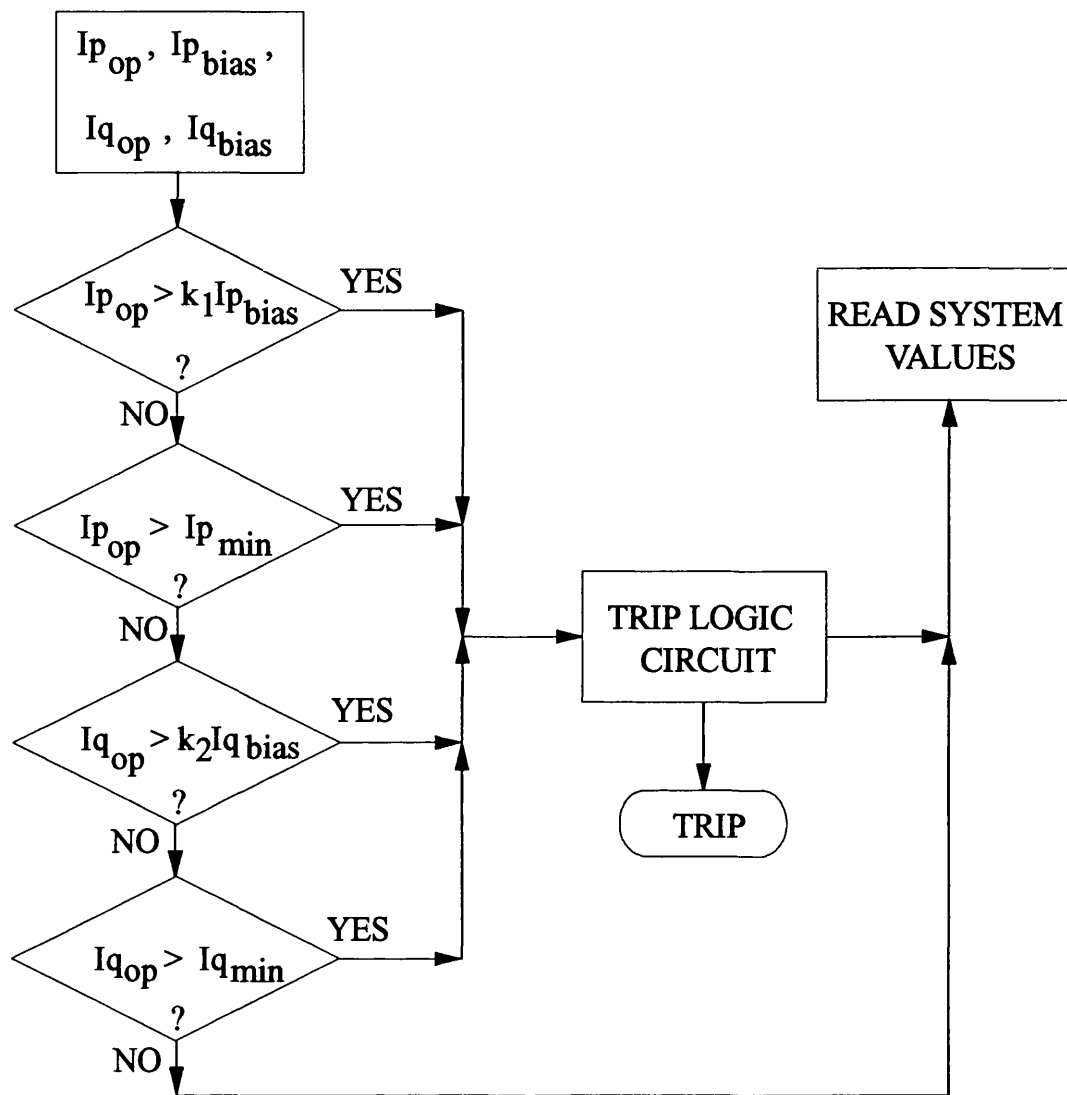 Ip_op , Ip_bias ,
Iq_op , Iq_bias
Ip_op > k_1Ip_bias
?
YES
NO
Ip_op > Ip_min
?
YES
NO
Iq_op > k_2Iq_bias
?
YES
NO
Iq_op > Iq_min
?
YES
NO
TRIP LOGIC
CIRCUIT
TRIP
READ SYSTEM
VALUES